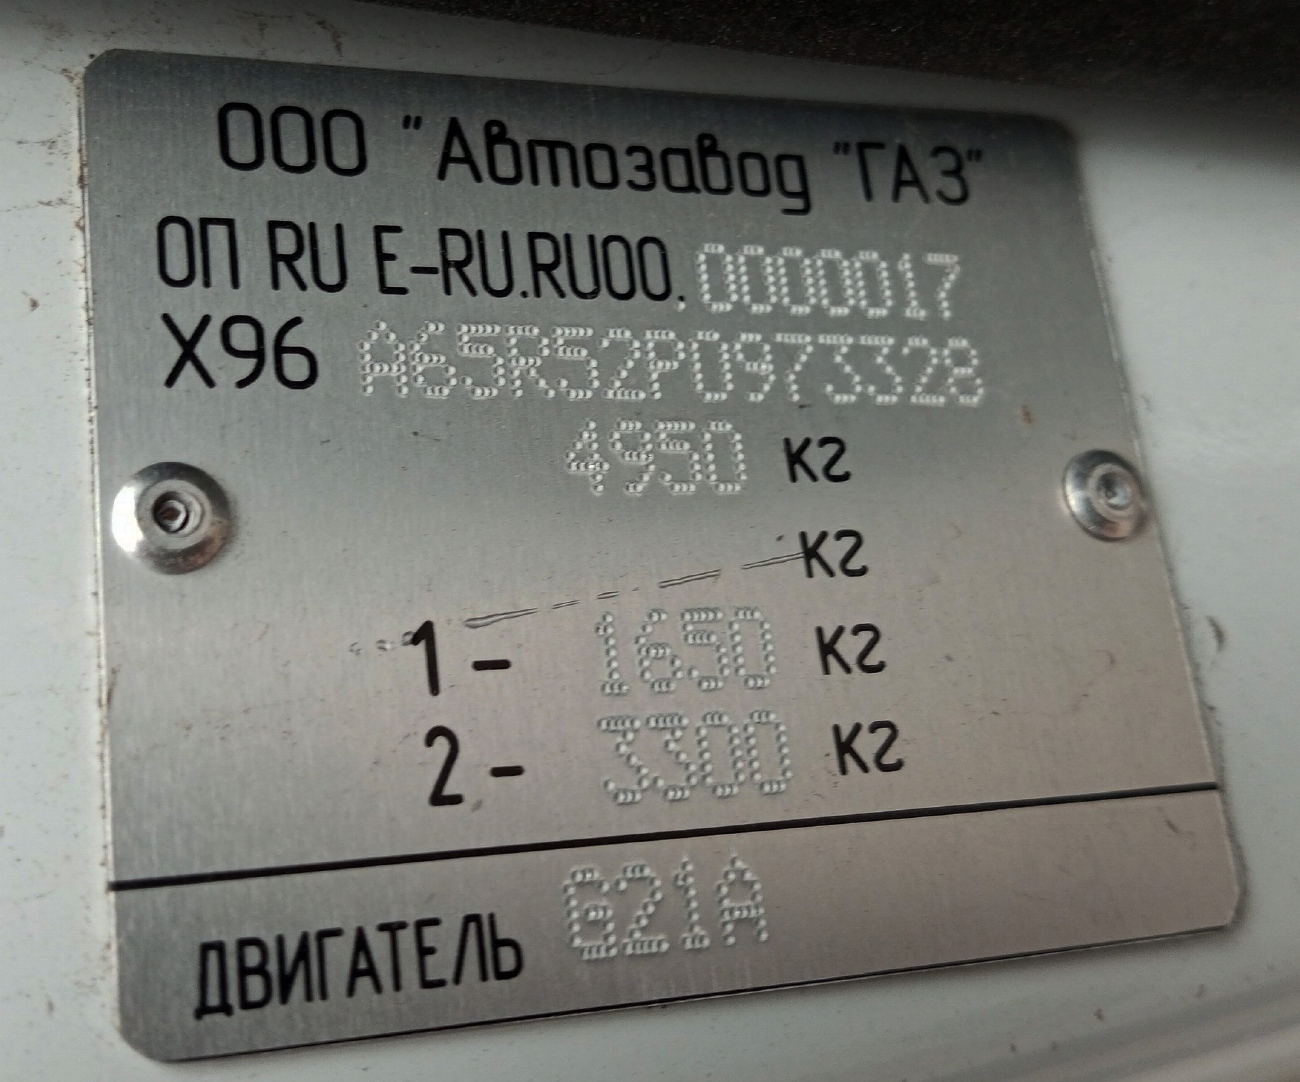 ООО "Автозавод "ГАЗ"
ОП RU E-RU.RU00.0000017
X96 A65R52P0973328
4950 кг
кг
1 - 1650 кг
2 - 3300 кг
ДВИГАТЕЛЬ G21A